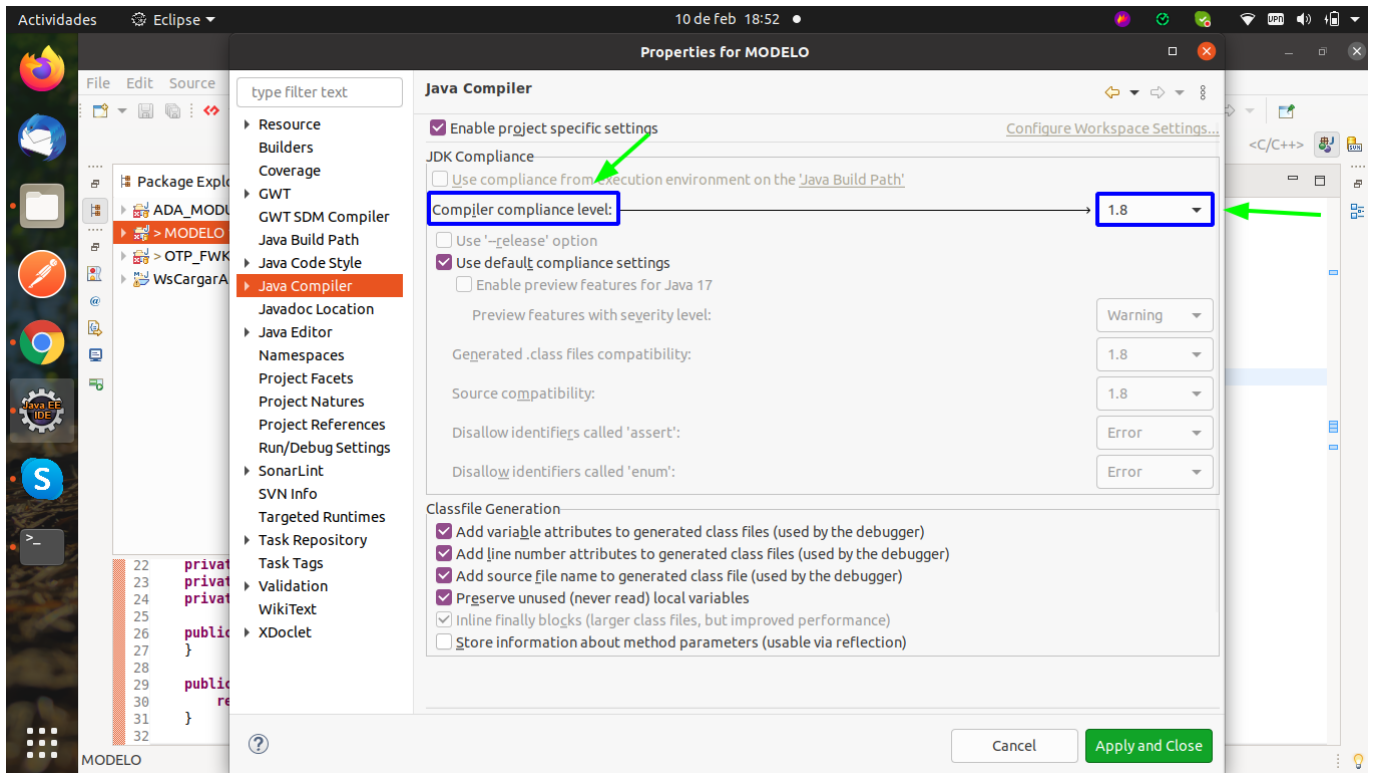 Actividades Eclipse 10 de feb 18:52 VPN
Properties for MODELO
File Edit Source
type filter text
Resource
Builders
Coverage
GWT
GWT SDM Compiler
Java Build Path
Java Code Style
Java Compiler
Javadoc Location
Java Editor
Namespaces
Project Facets
Project Natures
Project References
Run/Debug Settings
SonarLint
SVN Info
Targeted Runtimes
Task Repository
Task Tags
Validation
WikiText
XDoclet
Java Compiler
Enable project specific settings Configure Workspace Settings...
JDK Compliance
Use compliance from execution environment on the 'Java Build Path'
Compiler compliance level: 1.8
Use '--release' option
Use default compliance settings
Enable preview features for Java 17
Preview features with severity level: Warning
Generated .class files compatibility: 1.8
Source compatibility: 1.8
Disallow identifiers called 'assert': Error
Disallow identifiers called 'enum': Error
Classfile Generation
Add variable attributes to generated class files (used by the debugger)
Add line number attributes to generated class files (used by the debugger)
Add source file name to generated class file (used by the debugger)
Preserve unused (never read) local variables
Inline finally blocks (larger class files, but improved performance)
Store information about method parameters (usable via reflection)
Cancel Apply and Close
<C/C++>
Package Explo
ADA_MODU
> MODELO
> OTP_FWK
WsCargarA
Java EE
IDE
S
>_
@
22 privat
23 privat
24 privat
25
26 public
27 }
28
29 public
30 re
31 }
32
MODELO